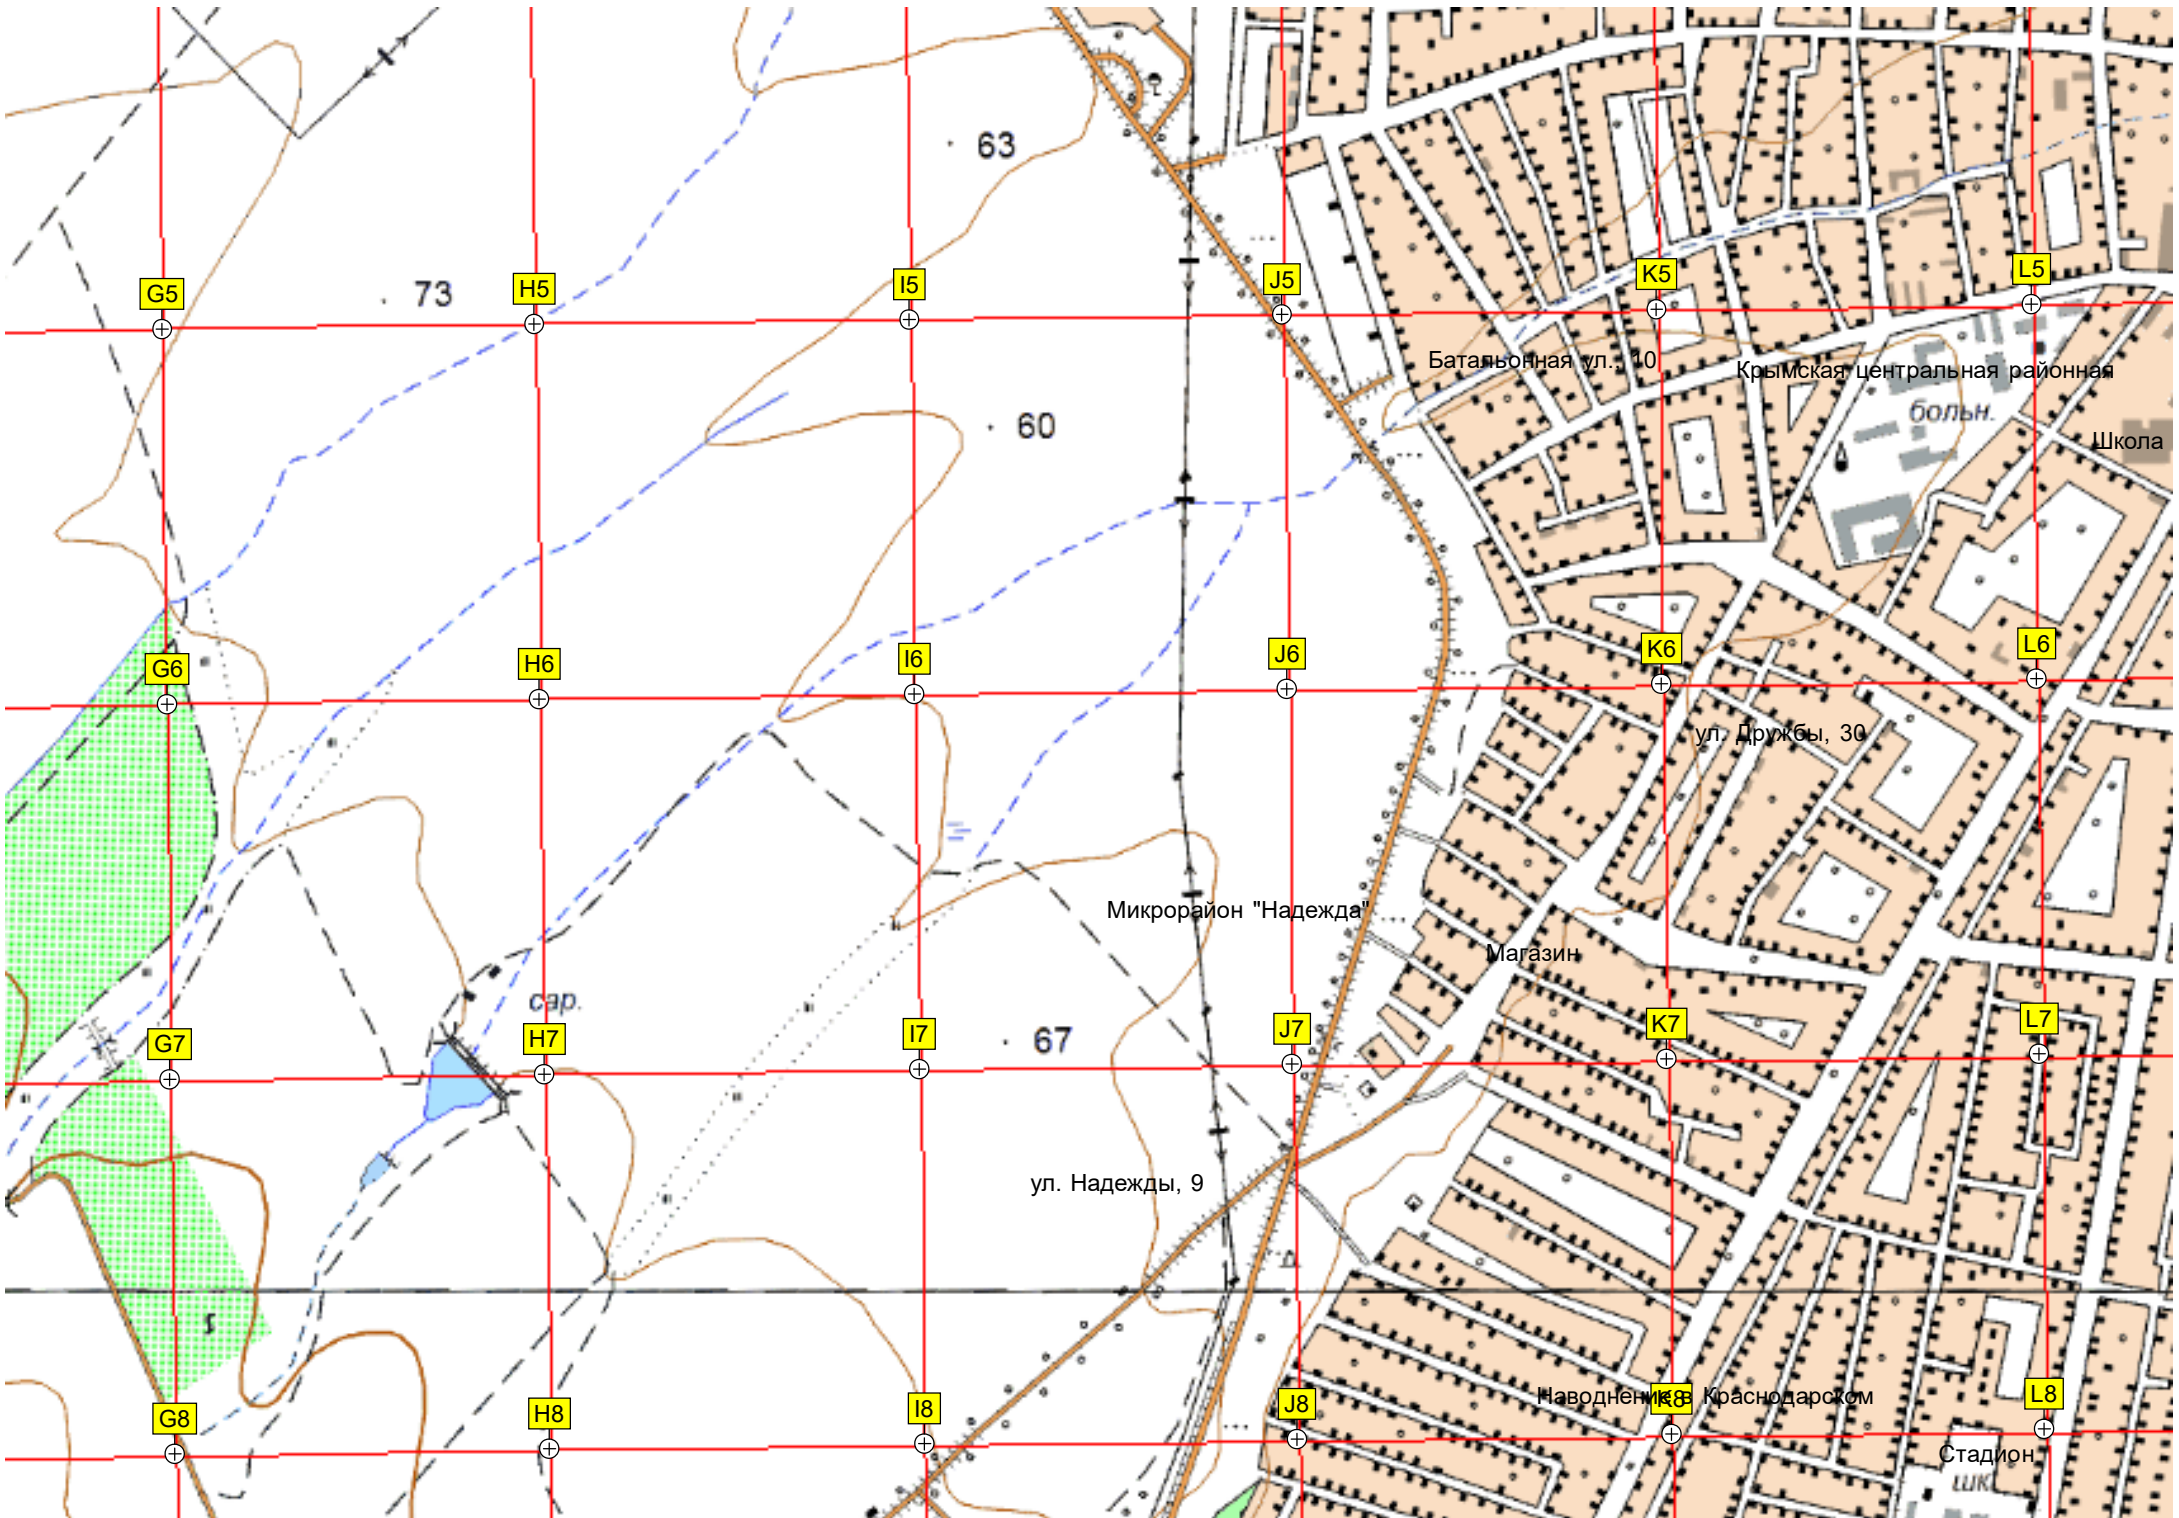 63
G5
73
H5
I5
J5
K5
L5
Батальонная ул., 10
Крымская центральная районная
больн.
60
Школа
G6
H6
I6
J6
K6
L6
ул. Дружбы, 30
Микрорайон "Надежда"
Магазин
сар.
G7
H7
I7
67
J7
K7
L7
ул. Надежды, 9
G8
H8
I8
J8
Наводнение в Краснодарском
K8
L8
Стадион
шк.